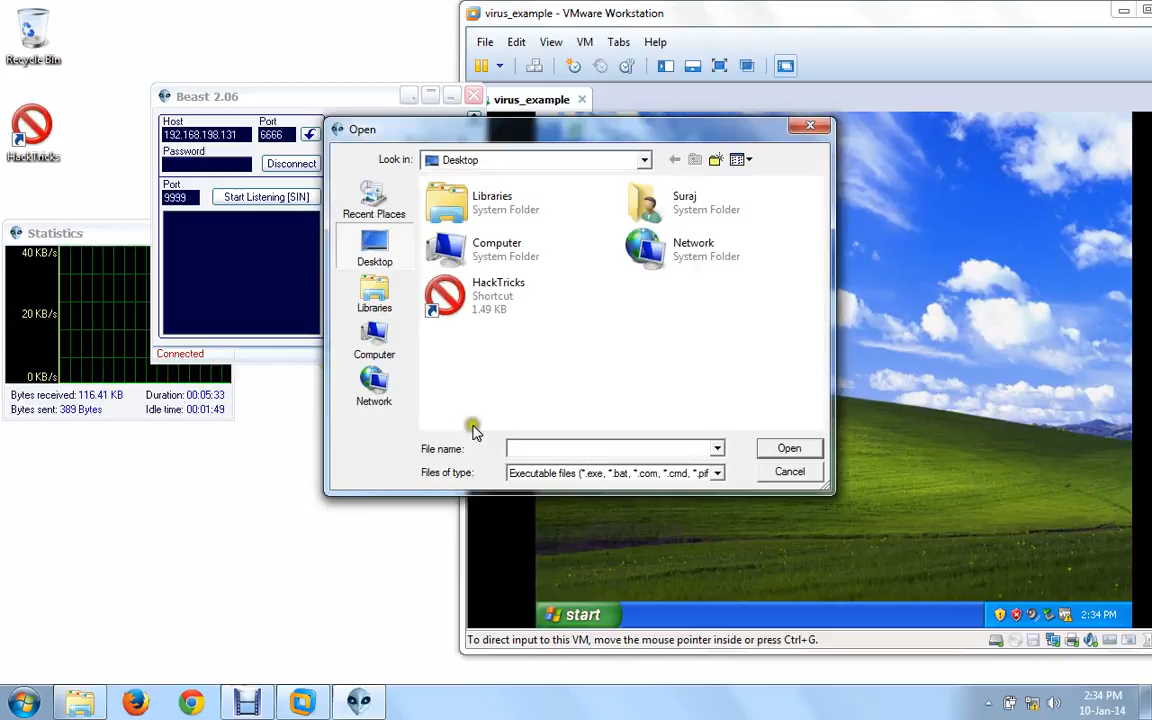 Recycle Bin
HackTricks
virus_example - VMware Workstation
File Edit View VM Tabs Help
virus_example
Beast 2.06
Host Port
192.168.198.131 6666
Password
Disconnect
Port
9999 Start Listening [SIN]
Connected
Statistics
40 KB/s
20 KB/s
0 KB/s
Bytes received: 116.41 KB Duration: 00:05:33
Bytes sent: 389 Bytes Idle time: 00:01:49
Open
Look in: Desktop
Recent Places
Desktop
Libraries
Computer
Network
Libraries
System Folder
Suraj
System Folder
Computer
System Folder
Network
System Folder
HackTricks
Shortcut
1.49 KB
File name: Open
Files of type: Executable files (*.exe, *.bat, *.com, *.cmd, *.pif Cancel
start 2:34 PM
To direct input to this VM, move the mouse pointer inside or press Ctrl+G.
2:34 PM
10-Jan-14